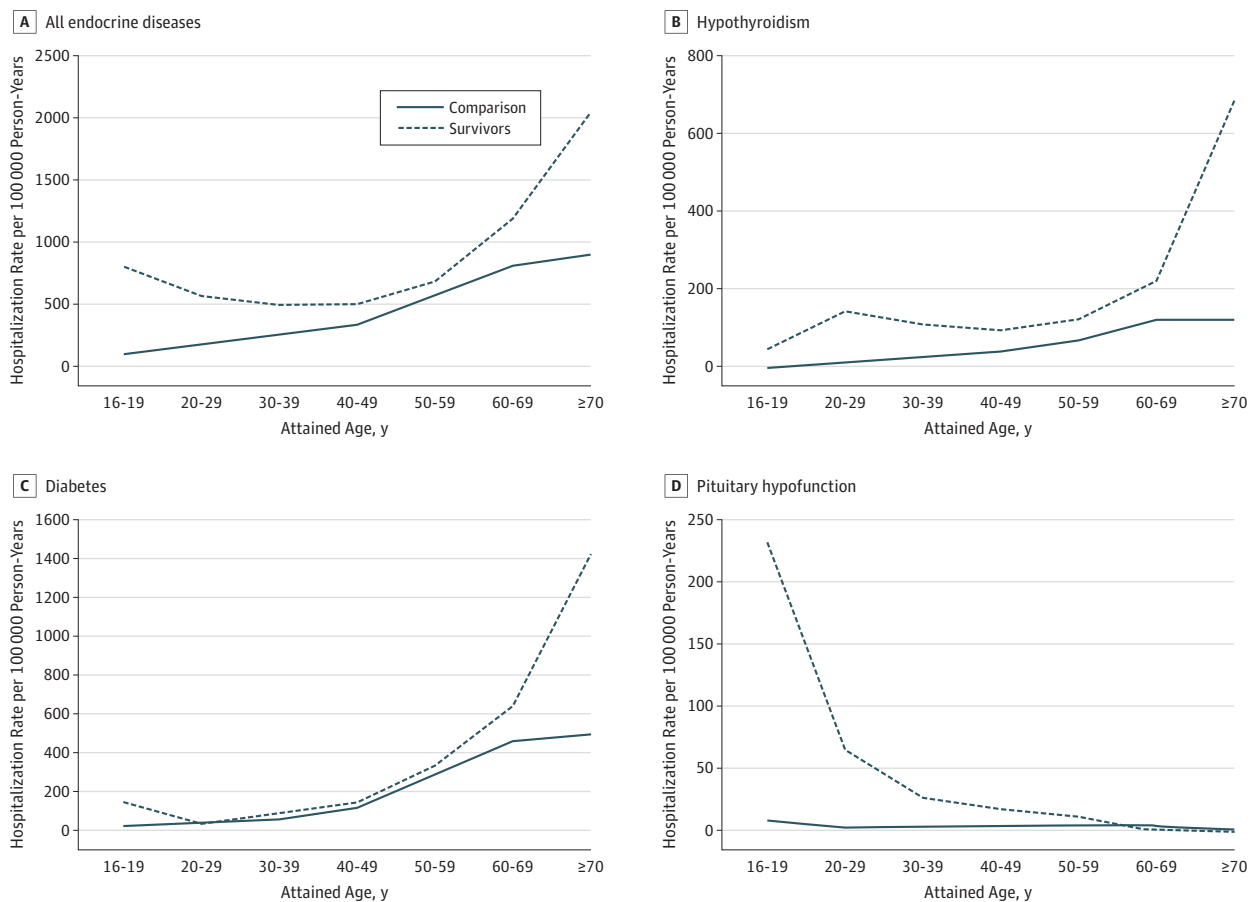 A All endocrine diseases
Hospitalization Rate per 100 000 Person-Years
2500
2000
1500
1000
500
0
Comparison
Survivors
16-19 20-29 30-39 40-49 50-59 60-69 ≥70
Attained Age, y
B Hypothyroidism
Hospitalization Rate per 100 000 Person-Years
800
600
400
200
0
16-19 20-29 30-39 40-49 50-59 60-69 ≥70
Attained Age, y
C Diabetes
Hospitalization Rate per 100 000 Person-Years
1600
1400
1200
1000
800
600
400
200
0
16-19 20-29 30-39 40-49 50-59 60-69 ≥70
Attained Age, y
D Pituitary hypofunction
Hospitalization Rate per 100 000 Person-Years
250
200
150
100
50
0
16-19 20-29 30-39 40-49 50-59 60-69 ≥70
Attained Age, y